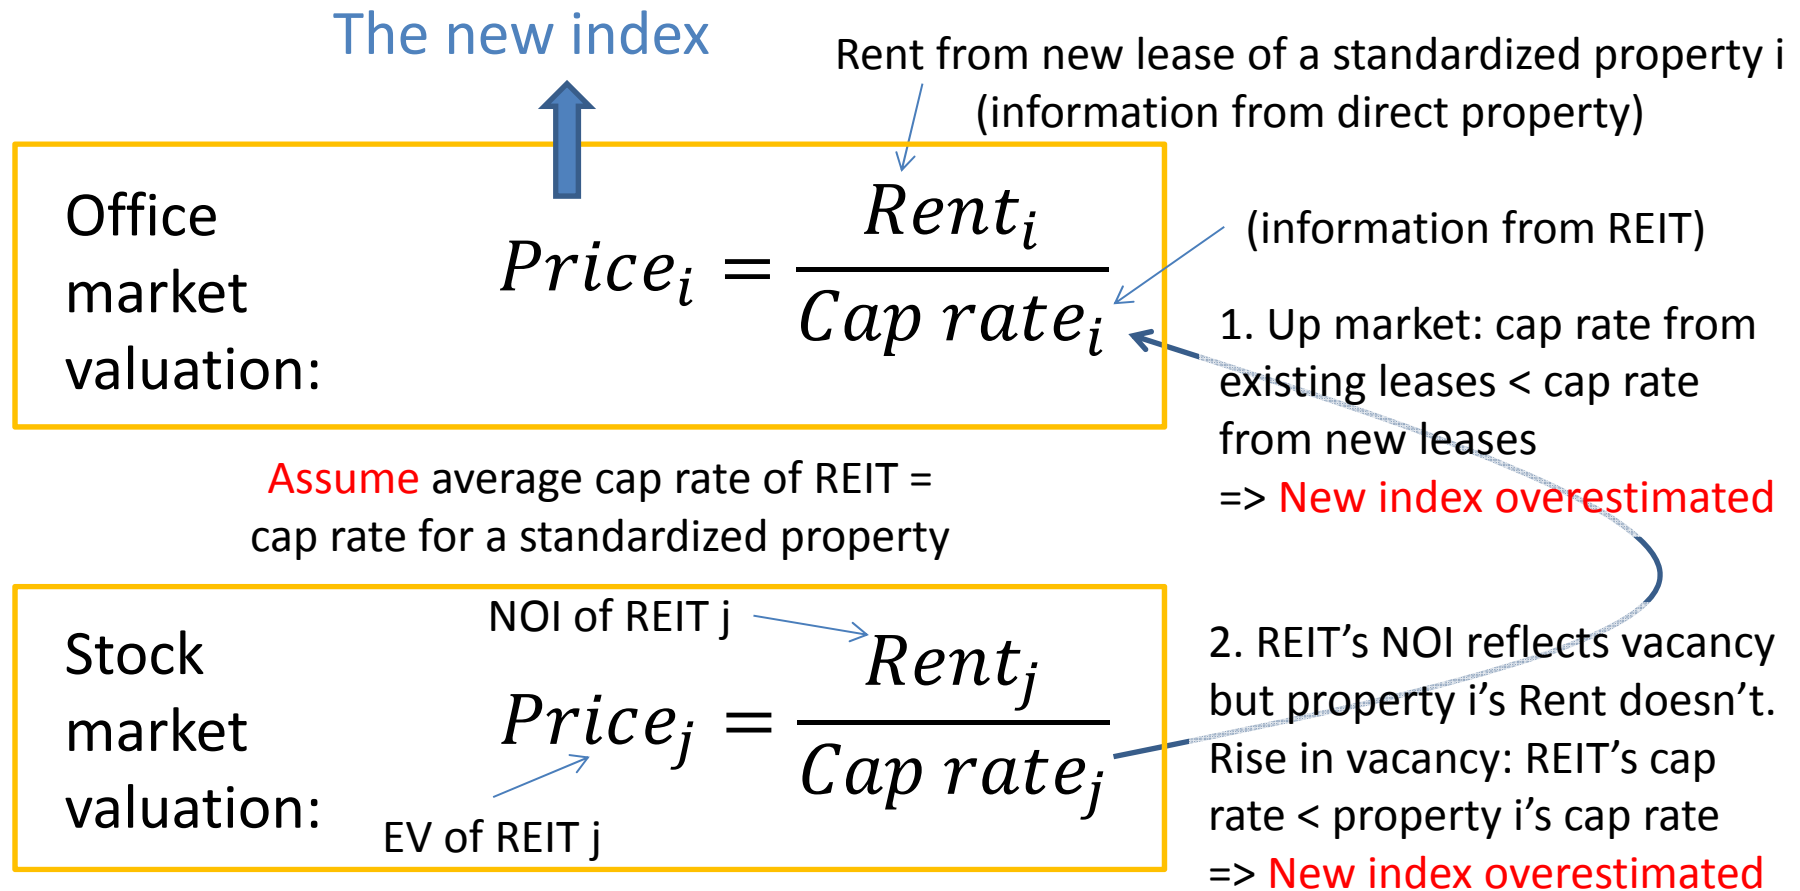 The new index
Rent from new lease of a standardized property i
(information from direct property)
Office
market
valuation:
Price_i = Rent_i / Cap rate_i
(information from REIT)
1. Up market: cap rate from
existing leases < cap rate
from new leases
=> New index overestimated
Assume average cap rate of REIT =
cap rate for a standardized property
Stock
market
valuation:
NOI of REIT j
Price_j = Rent_j / Cap rate_j
EV of REIT j
2. REIT’s NOI reflects vacancy
but property i’s Rent doesn’t.
Rise in vacancy: REIT’s cap
rate < property i’s cap rate
=> New index overestimated